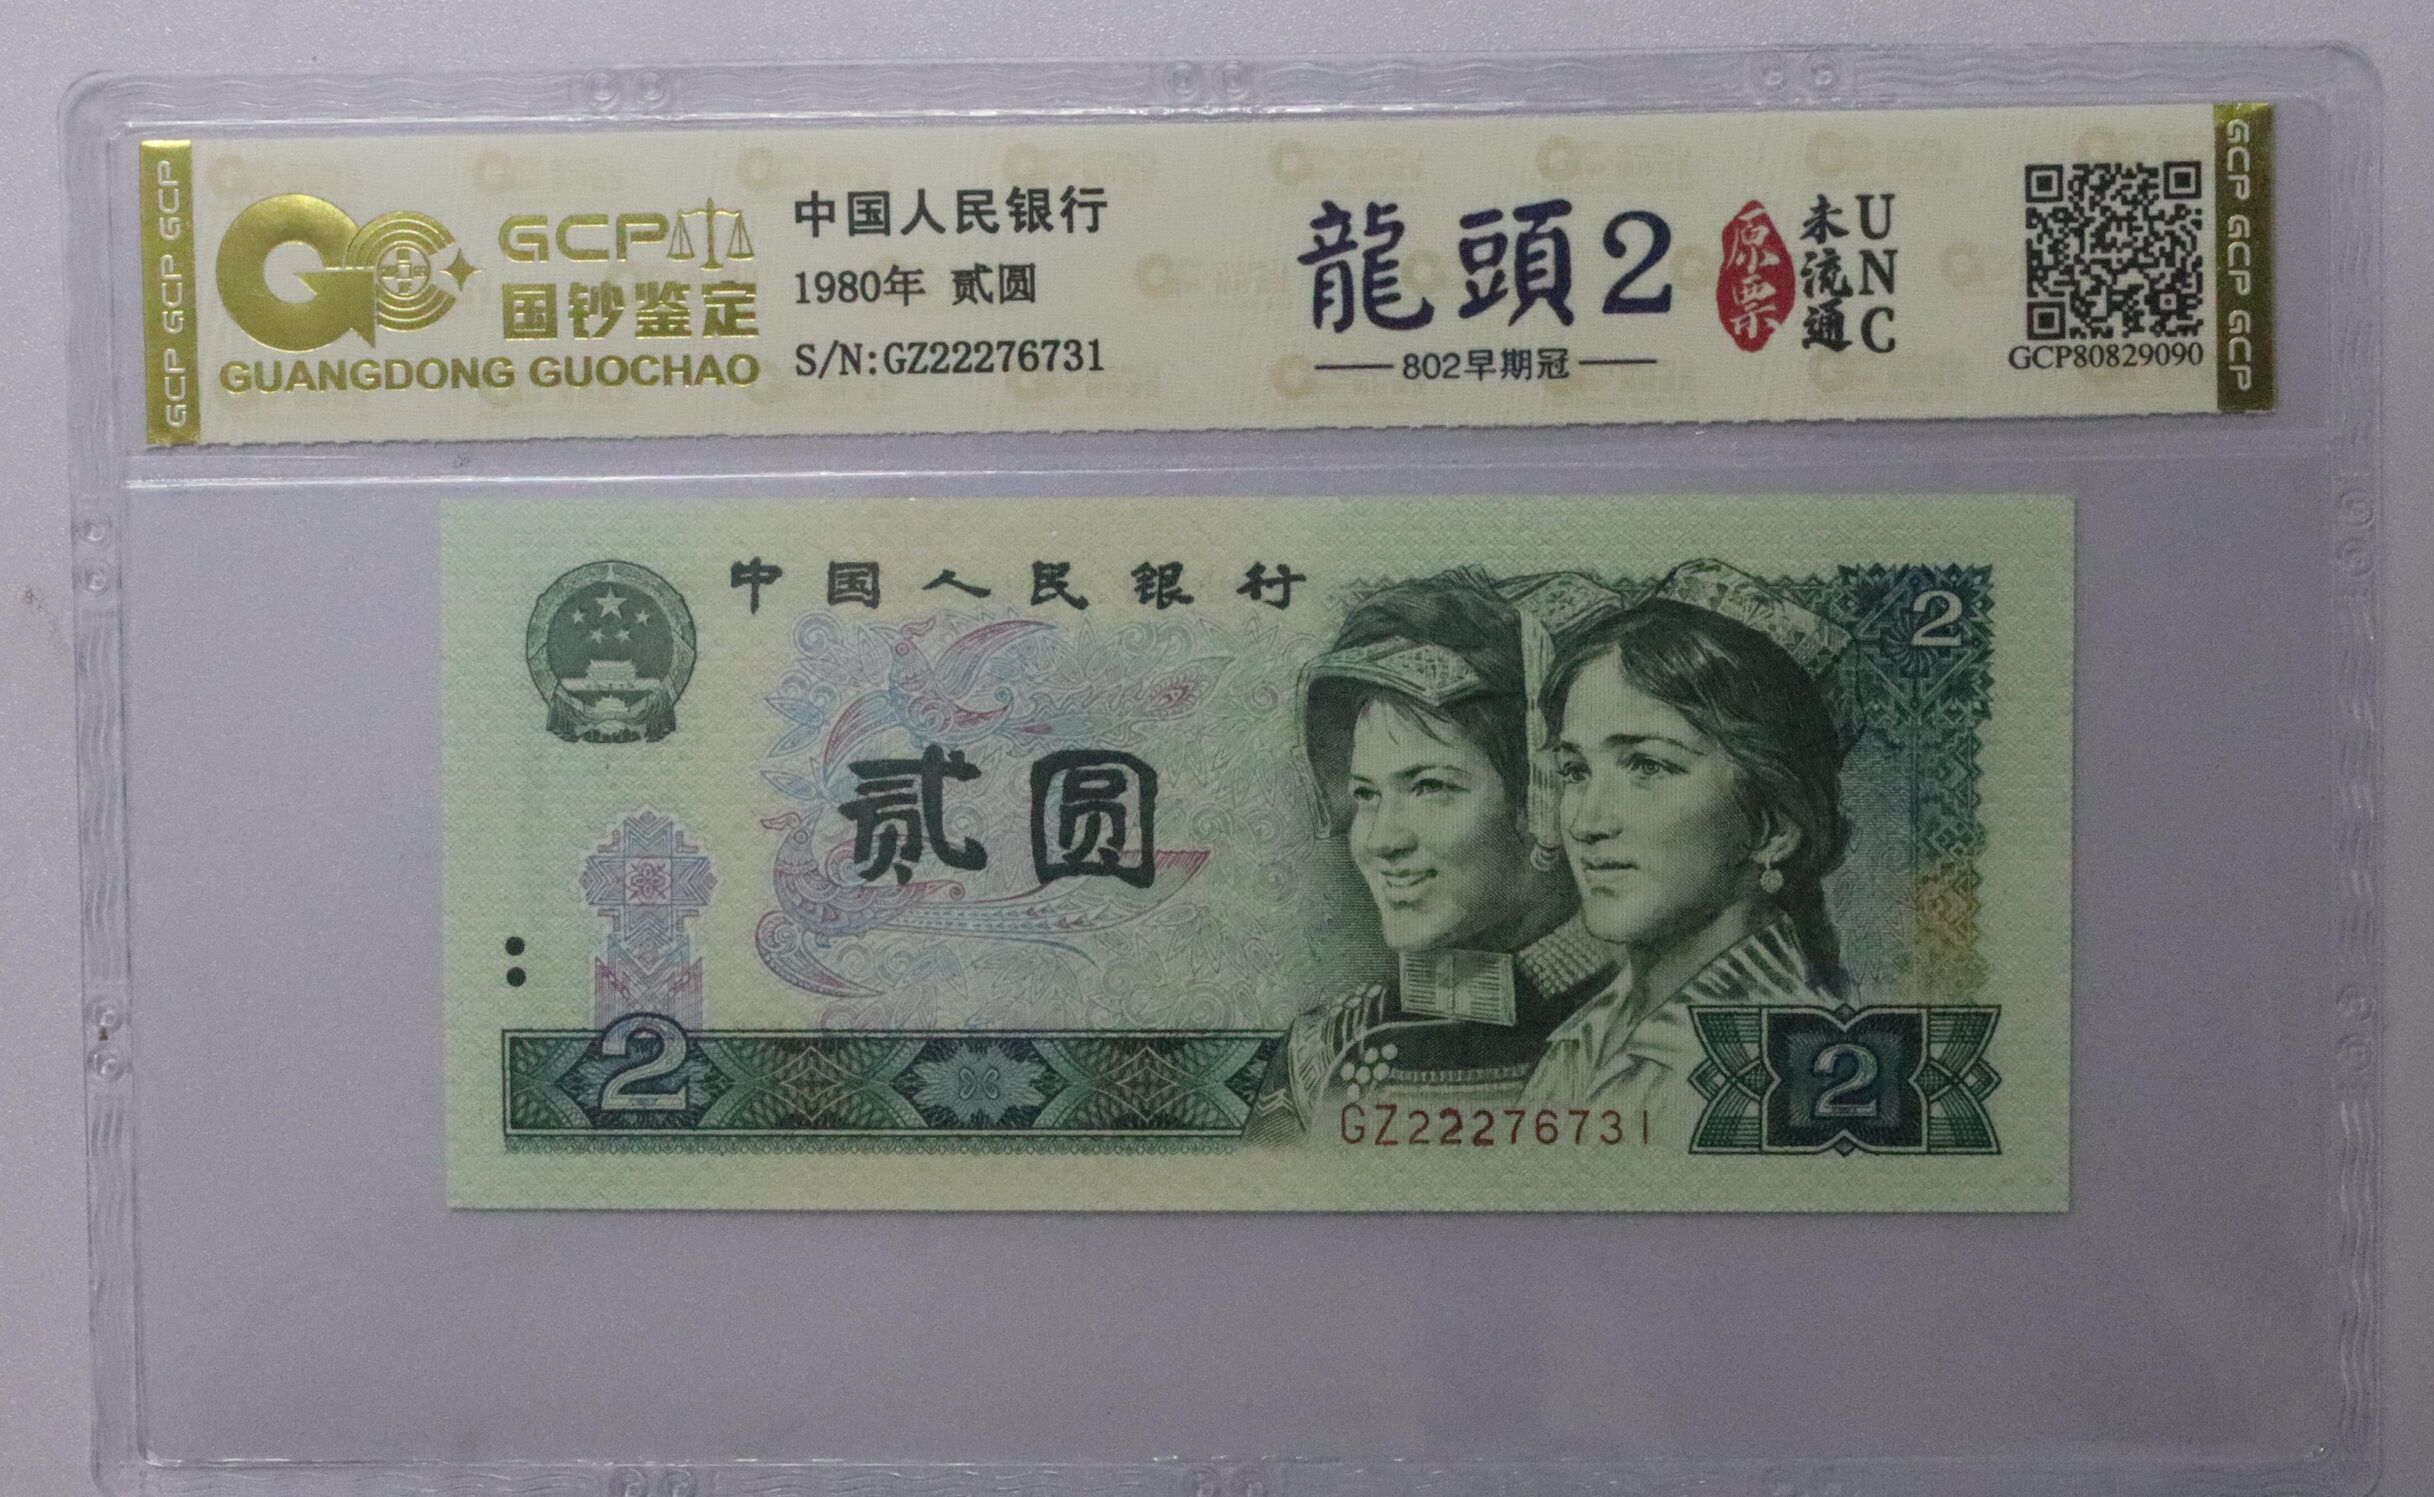 GCP GCP GCP
GCP
国钞鉴定
GUANGDONG GUOCHAO
中国人民银行
1980年 贰圆
S/N:GZ22276731
龍頭2
802早期冠
原票
未流通
UNC
GCP80829090
GCP GCP GCP
中国人民银行
2
贰圆
2
GZ22276731
2